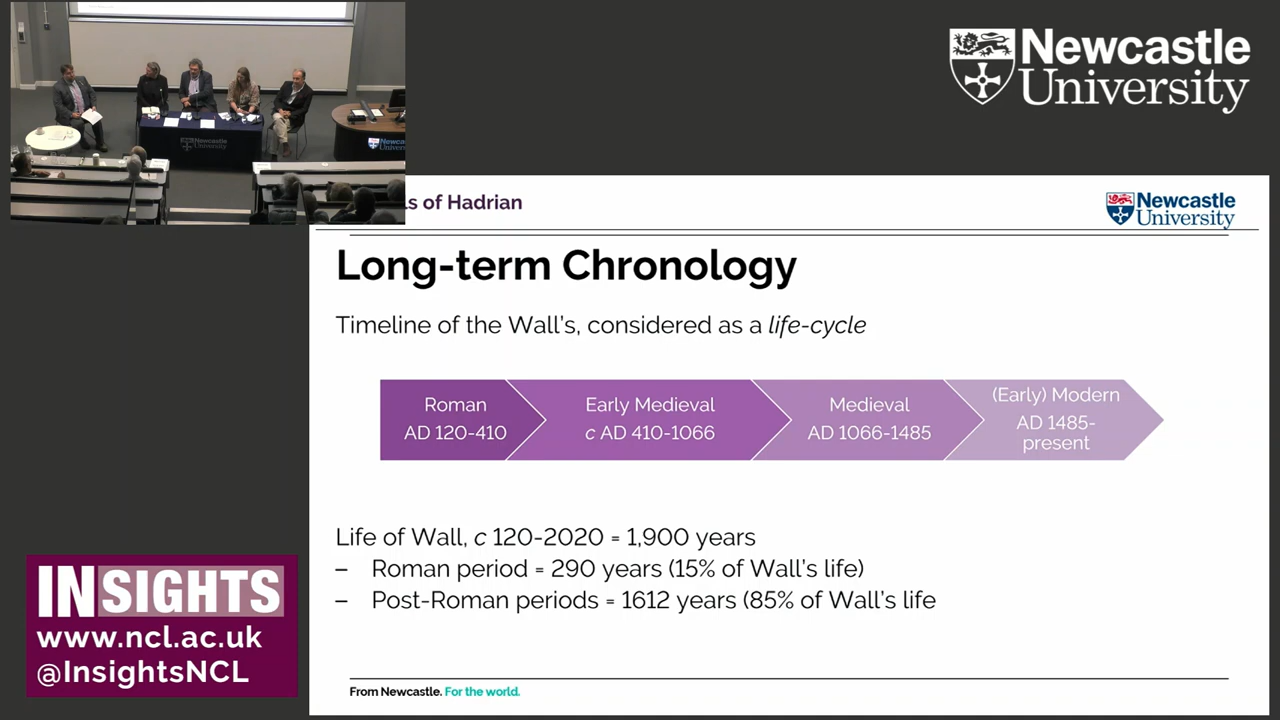 Newcastle
University
Newcastle
University
ls of Hadrian
Newcastle
University
Long-term Chronology
Timeline of the Wall's, considered as a life-cycle
Roman
AD 120-410
Early Medieval
c AD 410-1066
Medieval
AD 1066-1485
(Early) Modern
AD 1485-
present
Life of Wall, c 120-2020 = 1,900 years
– Roman period = 290 years (15% of Wall's life)
– Post-Roman periods = 1612 years (85% of Wall's life
INSIGHTS
www.ncl.ac.uk
@InsightsNCL
From Newcastle. For the world.